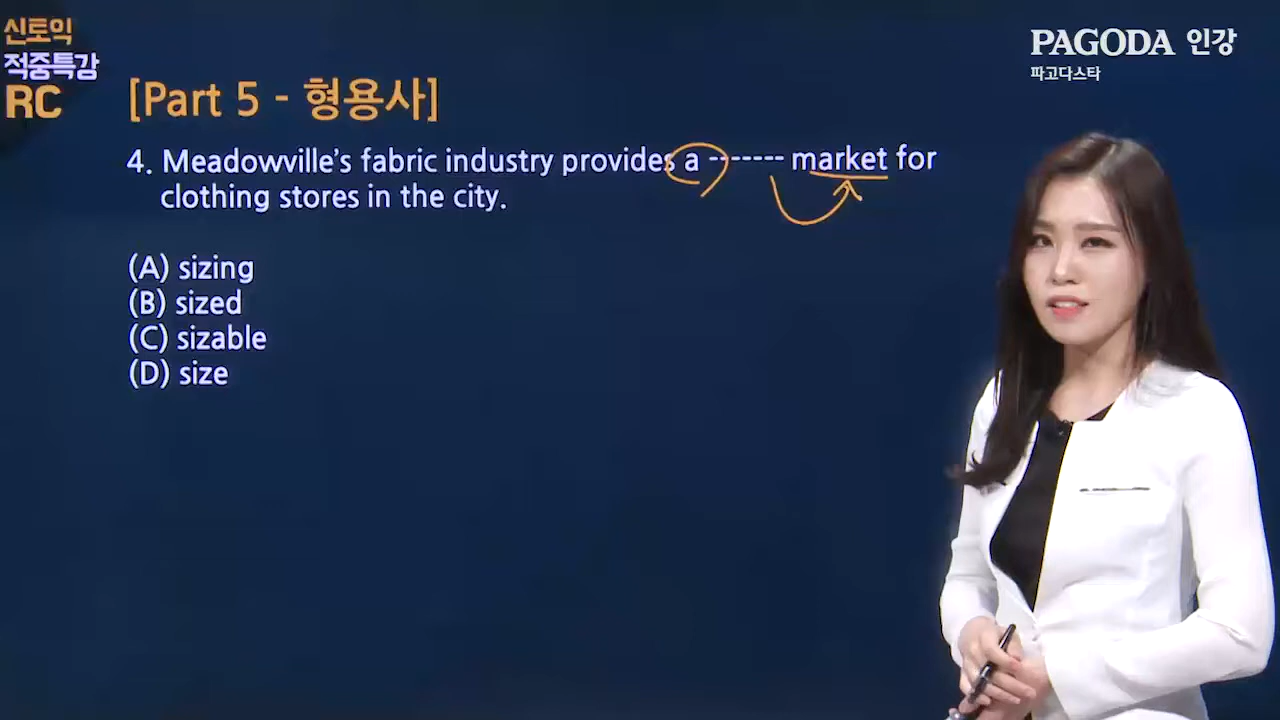 신토익
적중특강
RC
PAGODA 인강
파고다스타
[Part 5 - 형용사]
4. Meadowville's fabric industry provides a ------- market for
clothing stores in the city.
(A) sizing
(B) sized
(C) sizable
(D) size